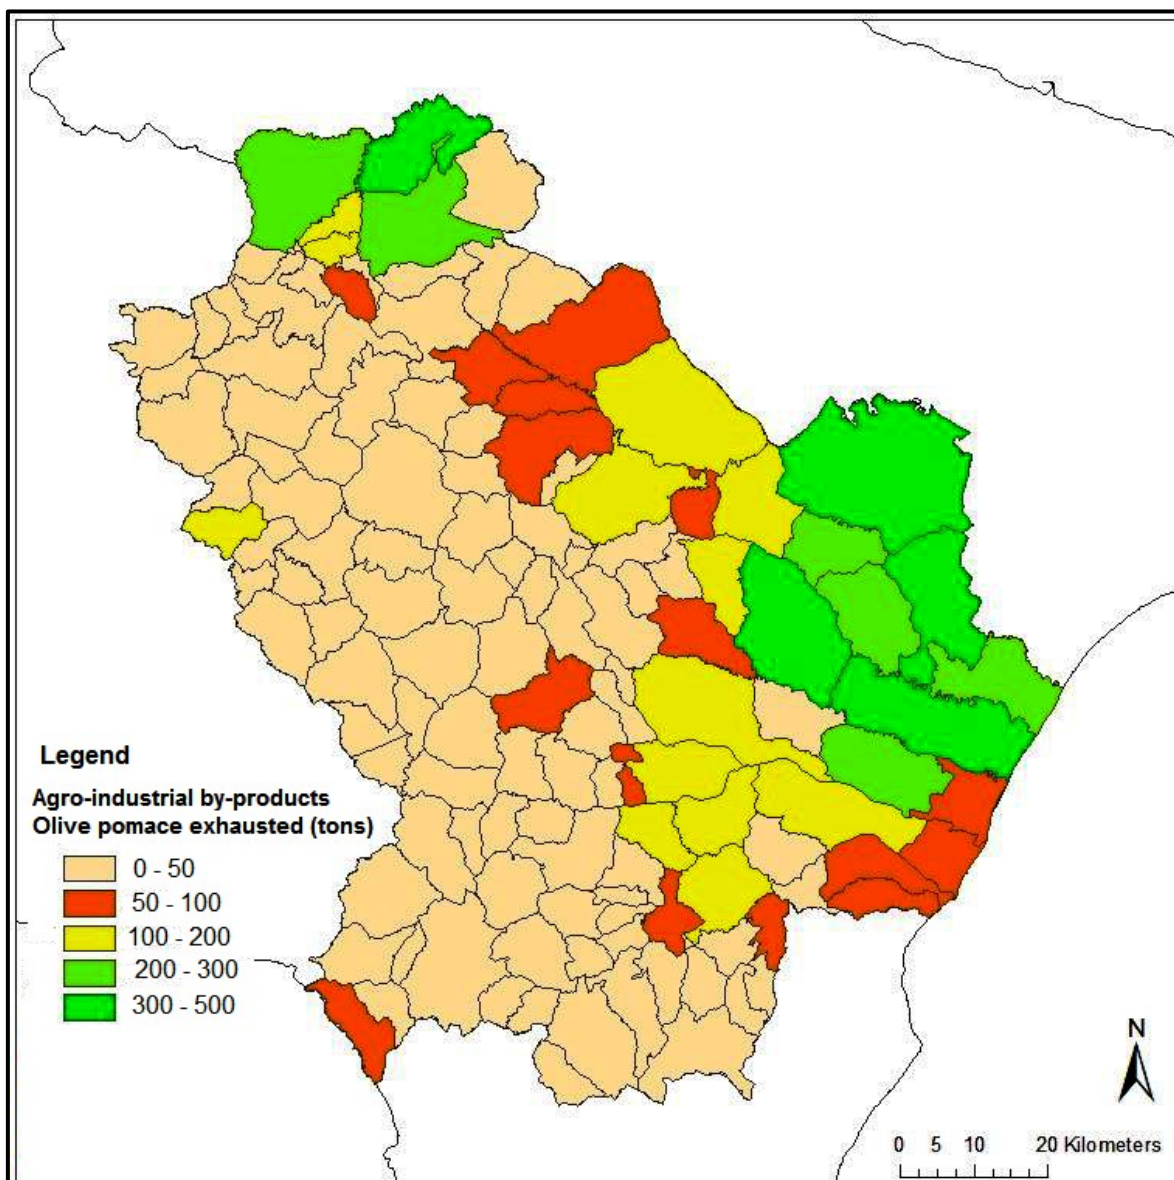 Legend
Agro-industrial by-products
Olive pomace exhausted (tons)
0 - 50
50 - 100
100 - 200
200 - 300
300 - 500
N
0 5 10 20 Kilometers